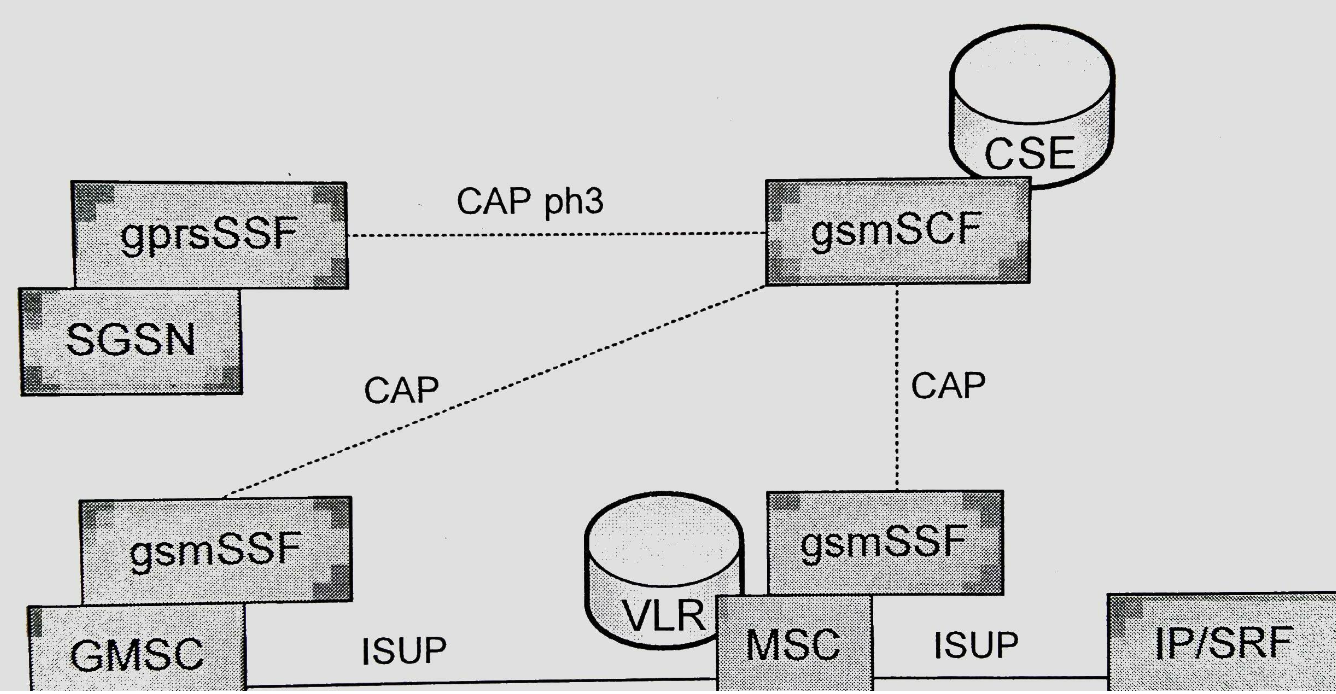 CSE
gprsSSF
CAP ph3
gsmSCF
SGSN
CAP
CAP
gsmSSF
gsmSSF
VLR
GMSC
ISUP
MSC
ISUP
IP/SRF